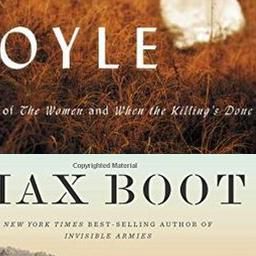 OYLE
of The Women and When the Killing's Done
Copyrighted Material
MAX BOOT
NEW YORK TIMES BEST-SELLING AUTHOR OF
INVISIBLE ARMIES